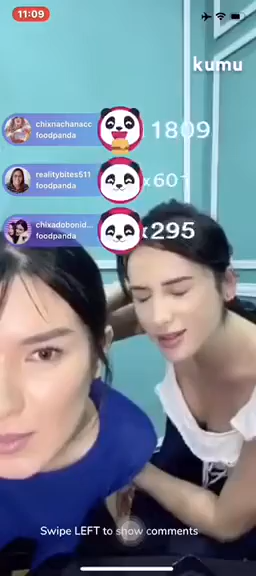 11:09
kumu
chixnachanacc
foodpanda
1809
realitybites511
foodpanda
x601
chixadobonid...
foodpanda
x295
Swipe LEFT to show comments